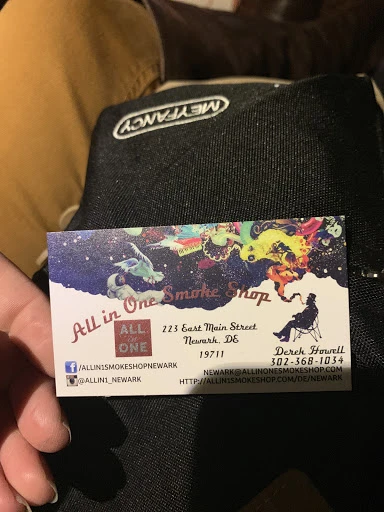 MEYFANCY
All in One Smoke Shop
ALL
in
ONE
223 East Main Street
Newark, DE
19711
Derek Howell
302-368-1034
/ALLIN1SMOKESHOPNEWARK
@ALLIN1_NEWARK
NEWARK@ALLINONESMOKESHOP.COM
HTTP://ALLIN1SMOKESHOP.COM/DE/NEWARK